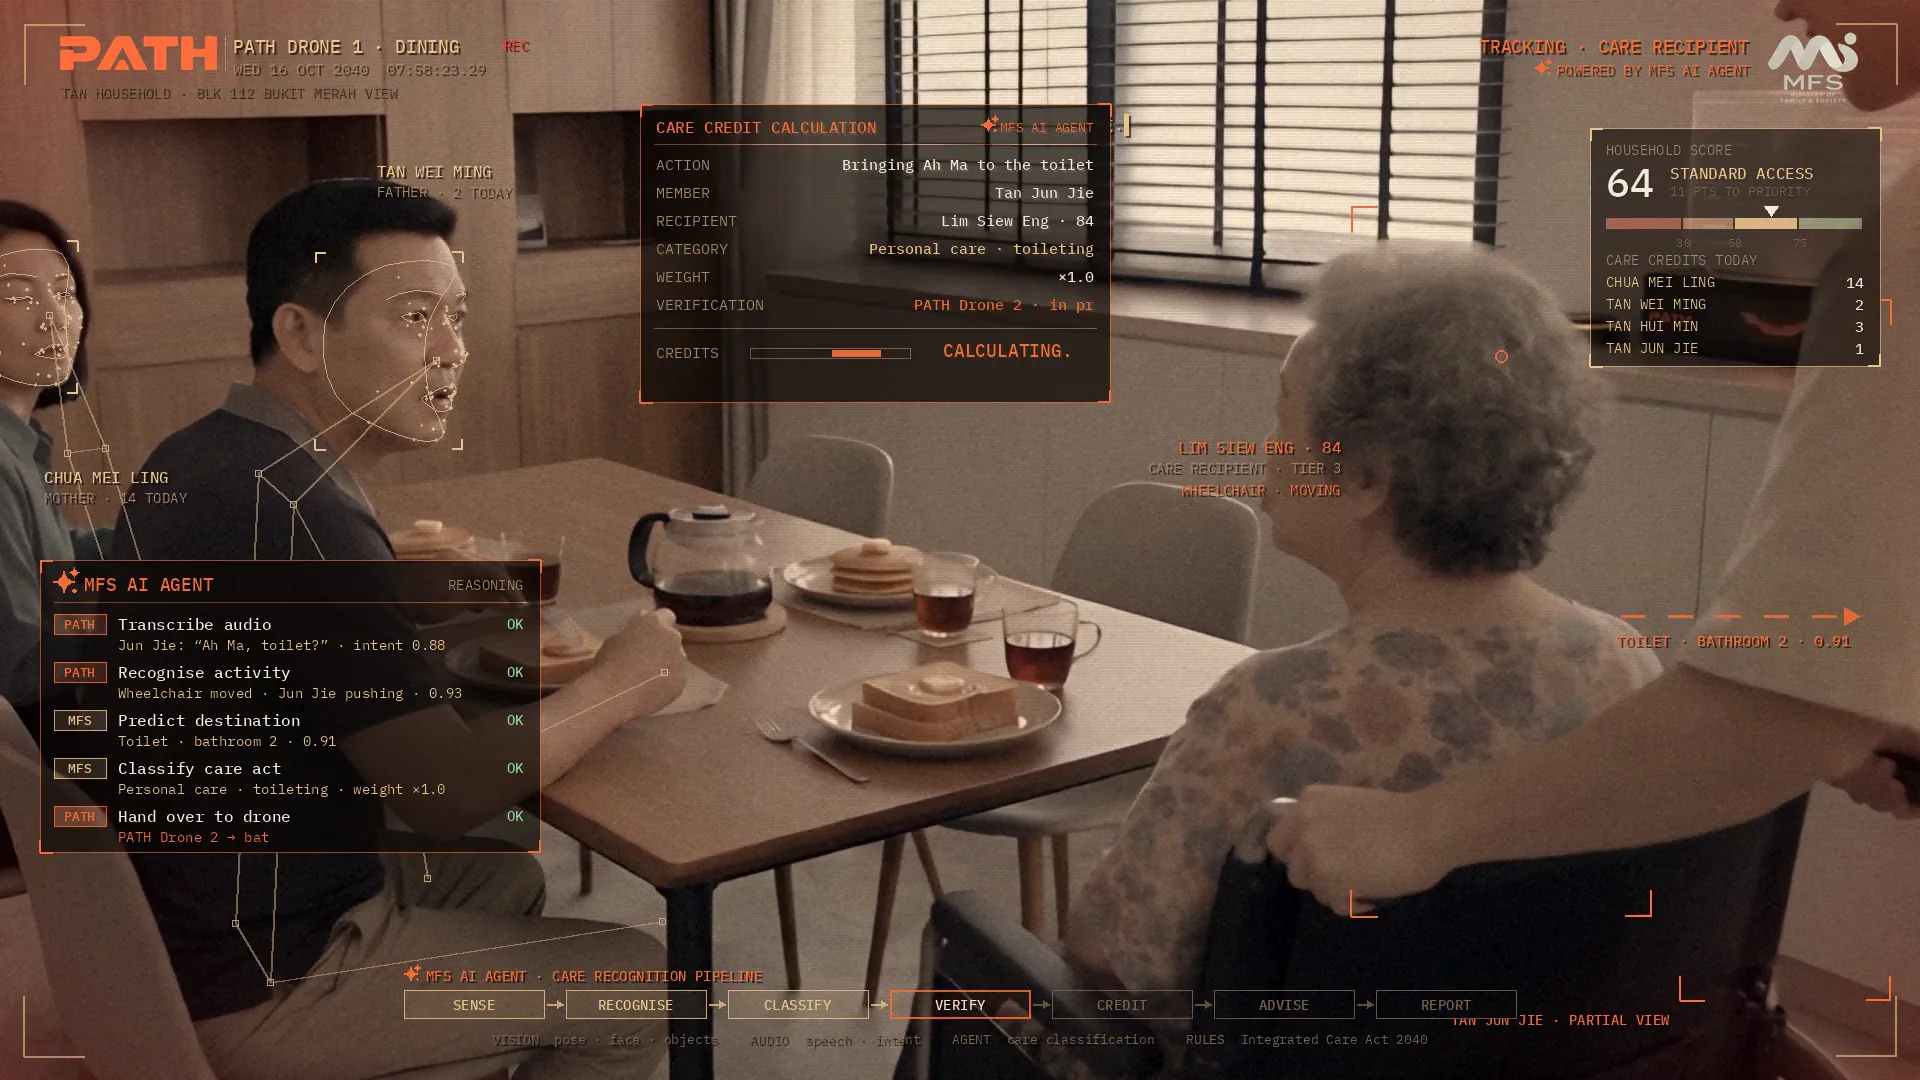 PATH
PATH DRONE 1 · DINING
REC
WED 16 OCT 2040 07:58:23.29
TAN HOUSEHOLD · BLK 112 BUKIT MERAH VIEW
TRACKING · CARE RECIPIENT
POWERED BY MFS AI AGENT
MFS
MINISTRY OF
FAMILY & SOCIETY
CARE CREDIT CALCULATION
MFS AI AGENT
ACTION Bringing Ah Ma to the toilet
MEMBER Tan Jun Jie
RECIPIENT Lim Siew Eng · 84
CATEGORY Personal care · toileting
WEIGHT ×1.0
VERIFICATION PATH Drone 2 · in pr
CREDITS CALCULATING.
HOUSEHOLD SCORE
64 STANDARD ACCESS
11 PTS TO PRIORITY
30 50 75
CARE CREDITS TODAY
CHUA MEI LING 14
TAN WEI MING 2
TAN HUI MIN 3
TAN JUN JIE 1
TAN WEI MING
FATHER · 2 TODAY
CHUA MEI LING
MOTHER · 14 TODAY
LIM SIEW ENG · 84
CARE RECIPIENT · TIER 3
WHEELCHAIR · MOVING
TOILET · BATHROOM 2 · 0.91
MFS AI AGENT REASONING
PATH Transcribe audio OK
Jun Jie: “Ah Ma, toilet?” · intent 0.88
PATH Recognise activity OK
Wheelchair moved · Jun Jie pushing · 0.93
MFS Predict destination OK
Toilet · bathroom 2 · 0.91
MFS Classify care act OK
Personal care · toileting · weight ×1.0
PATH Hand over to drone OK
PATH Drone 2 → bat
MFS AI AGENT · CARE RECOGNITION PIPELINE
SENSE RECOGNISE CLASSIFY VERIFY CREDIT ADVISE REPORT
TAN JUN JIE · PARTIAL VIEW
VISION pose · face · objects AUDIO speech · intent AGENT care classification RULES Integrated Care Act 2040